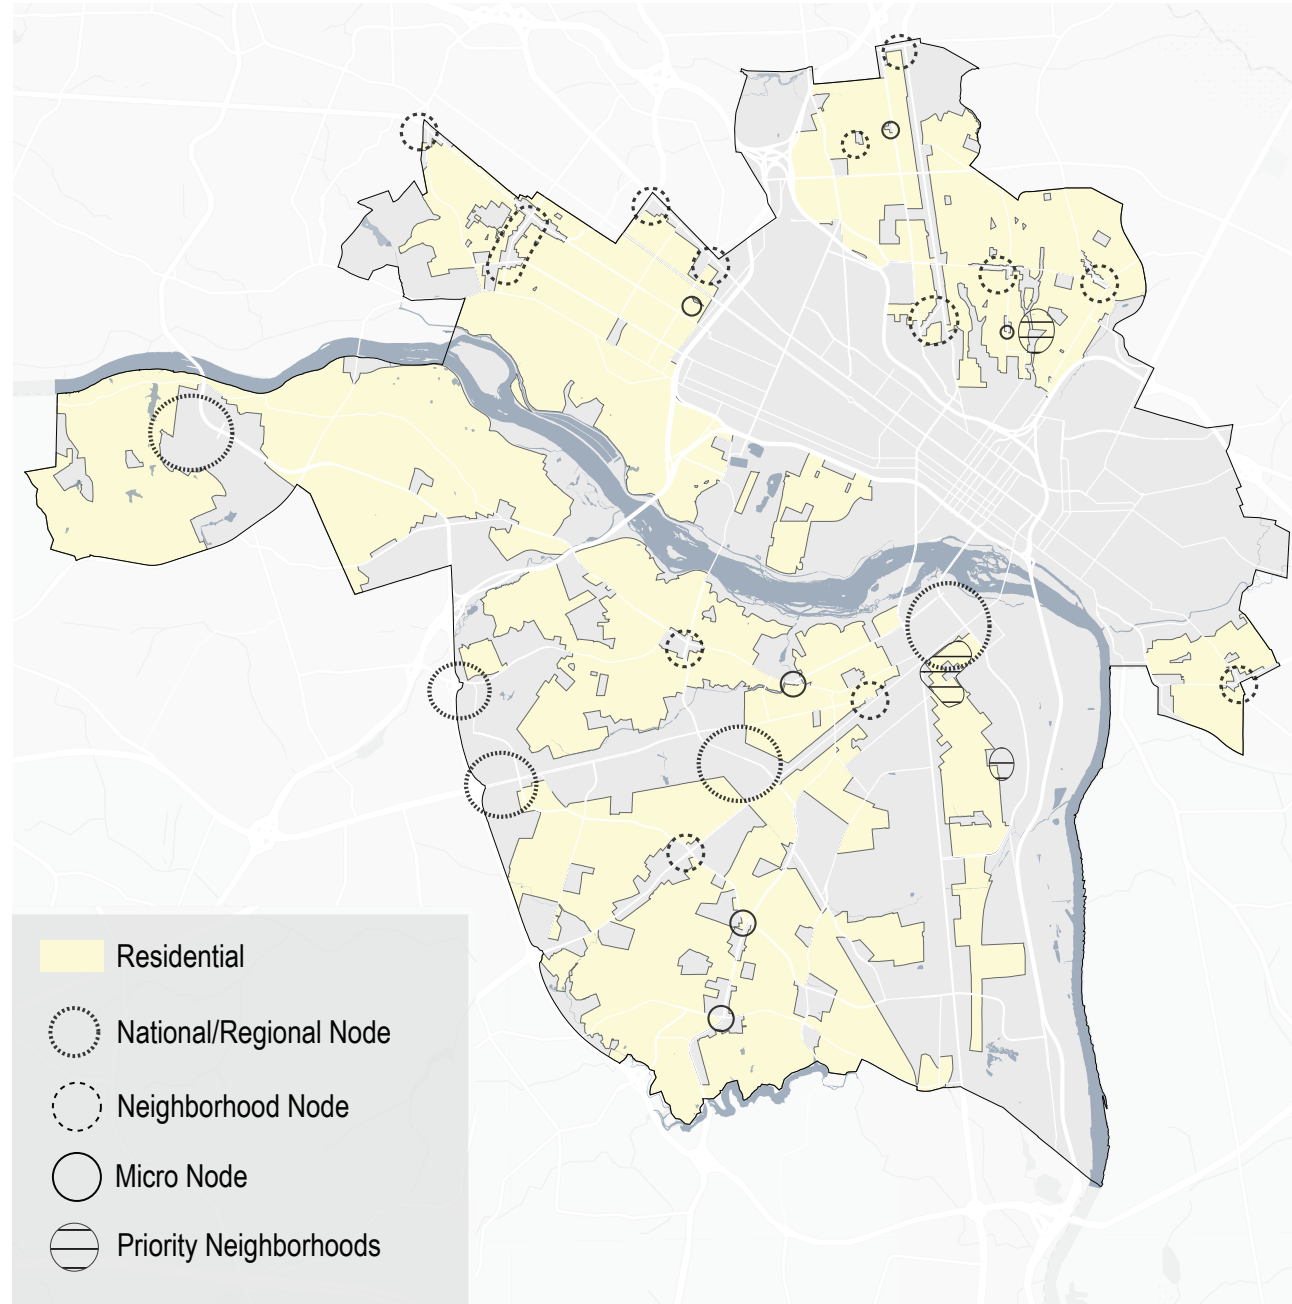 Residential
National/Regional Node
Neighborhood Node
Micro Node
Priority Neighborhoods